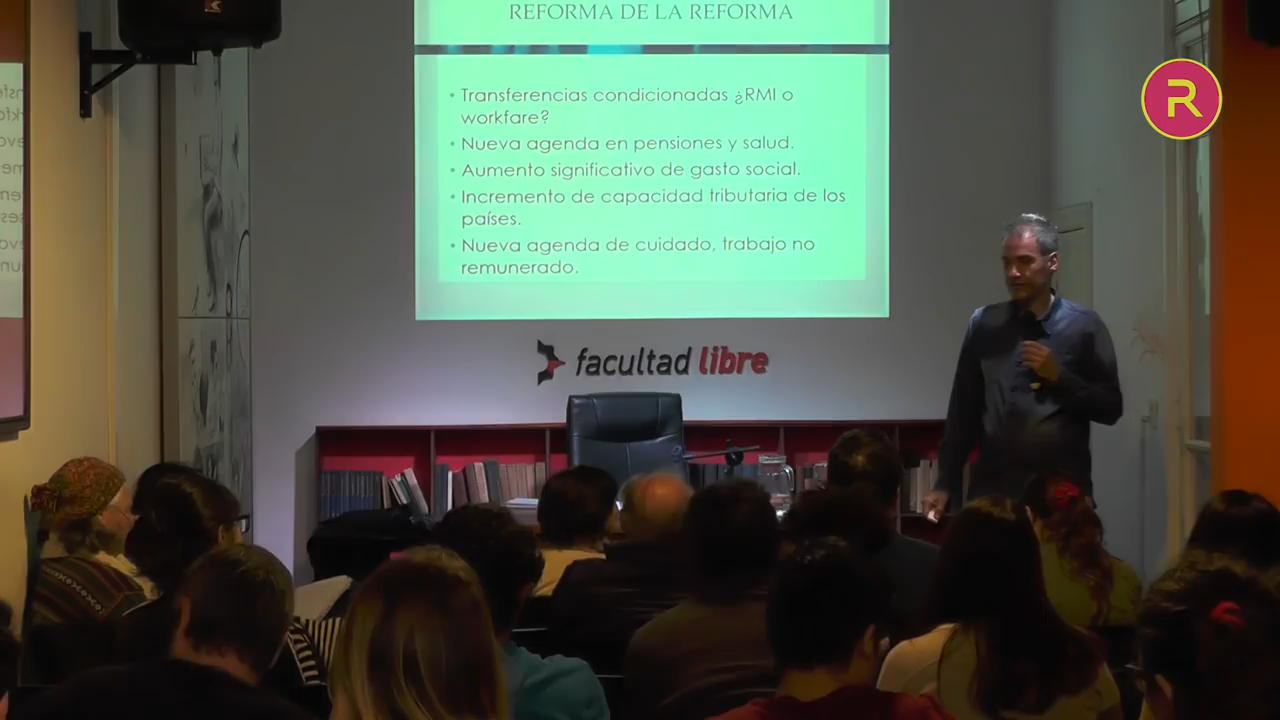 REFORMA DE LA REFORMA
• Transferencias condicionadas ¿RMI o
workfare?
• Nueva agenda en pensiones y salud.
• Aumento significativo de gasto social.
• Incremento de capacidad tributaria de los
países.
• Nueva agenda de cuidado, trabajo no
remunerado.
facultad libre
R